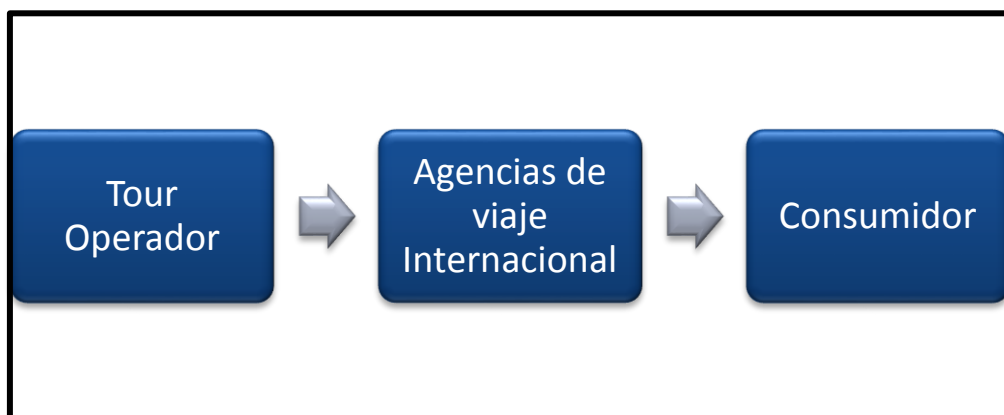 Tour
Operador
Agencias de
viaje
Internacional
Consumidor